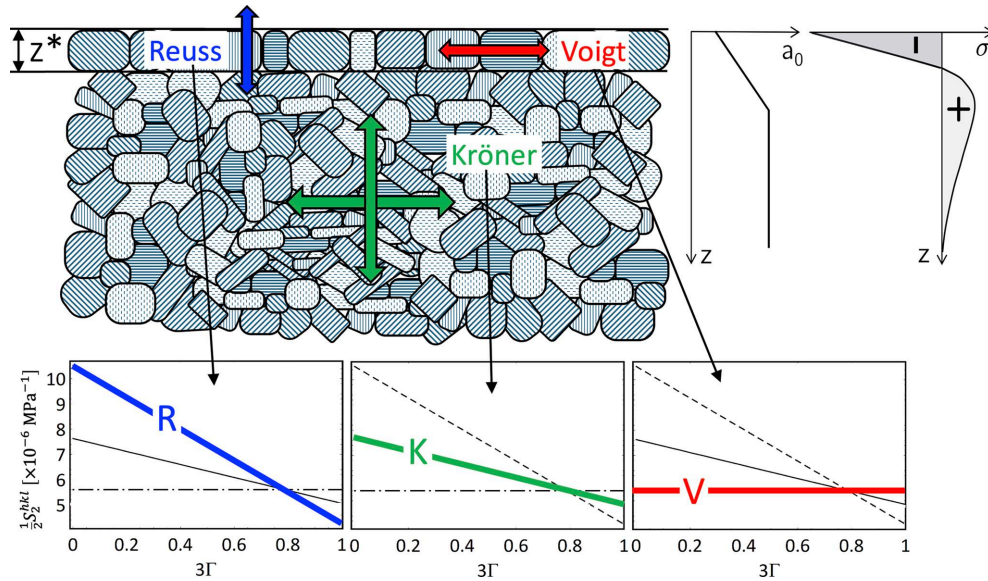 z*
Reuss
Voigt
Kröner
a₀
z
σ
-
+
z
½S₂ʰᵏˡ [×10⁻⁶ MPa⁻¹]
10
9
8
7
6
5
R
0 0.2 0.4 0.6 0.8 1
3Γ
K
0 0.2 0.4 0.6 0.8 1
3Γ
V
0 0.2 0.4 0.6 0.8 1
3Γ